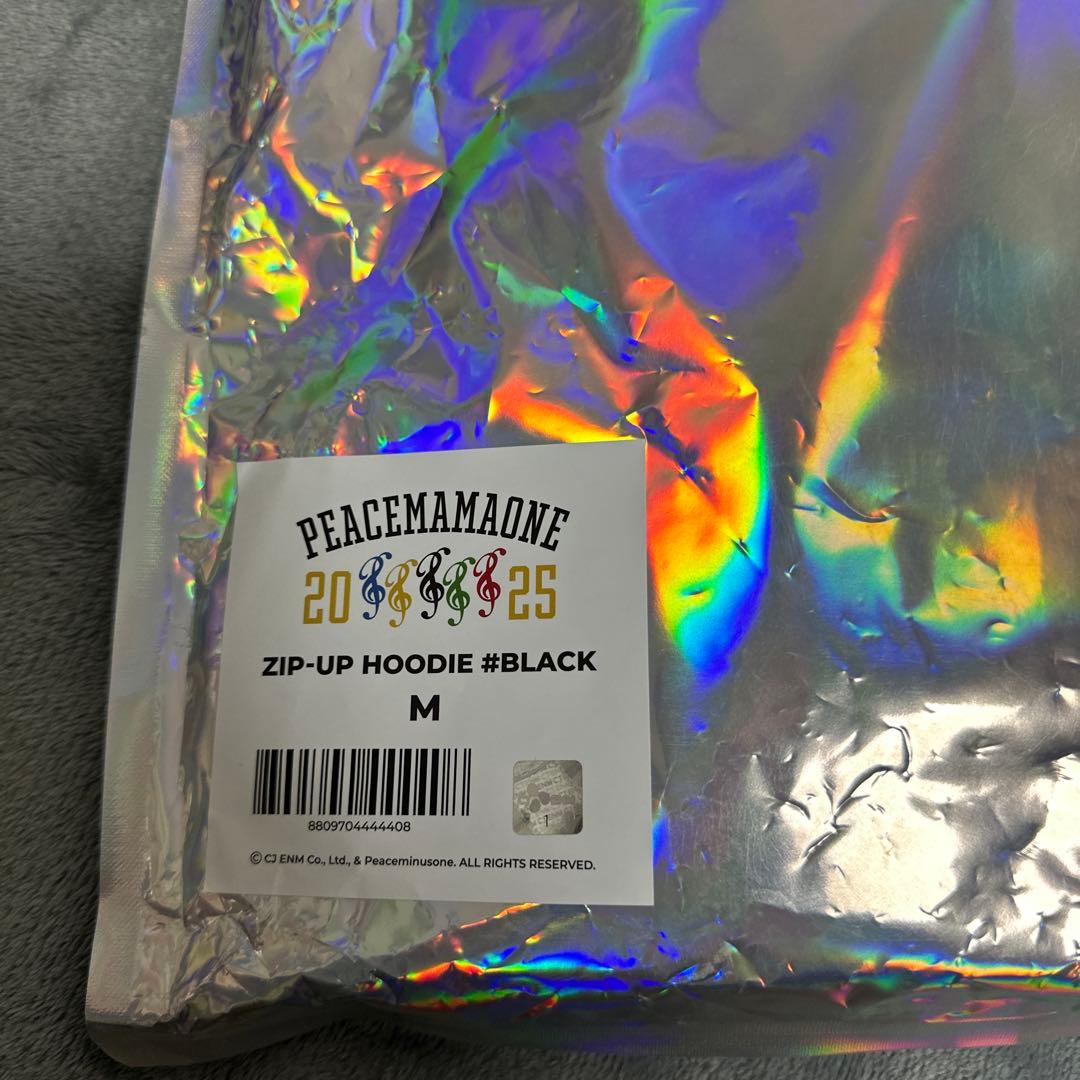 PEACEMAMAONE
20 25
ZIP-UP HOODIE #BLACK
M
8809704444408
1
© CJ ENM Co., Ltd., & Peaceminusone. ALL RIGHTS RESERVED.